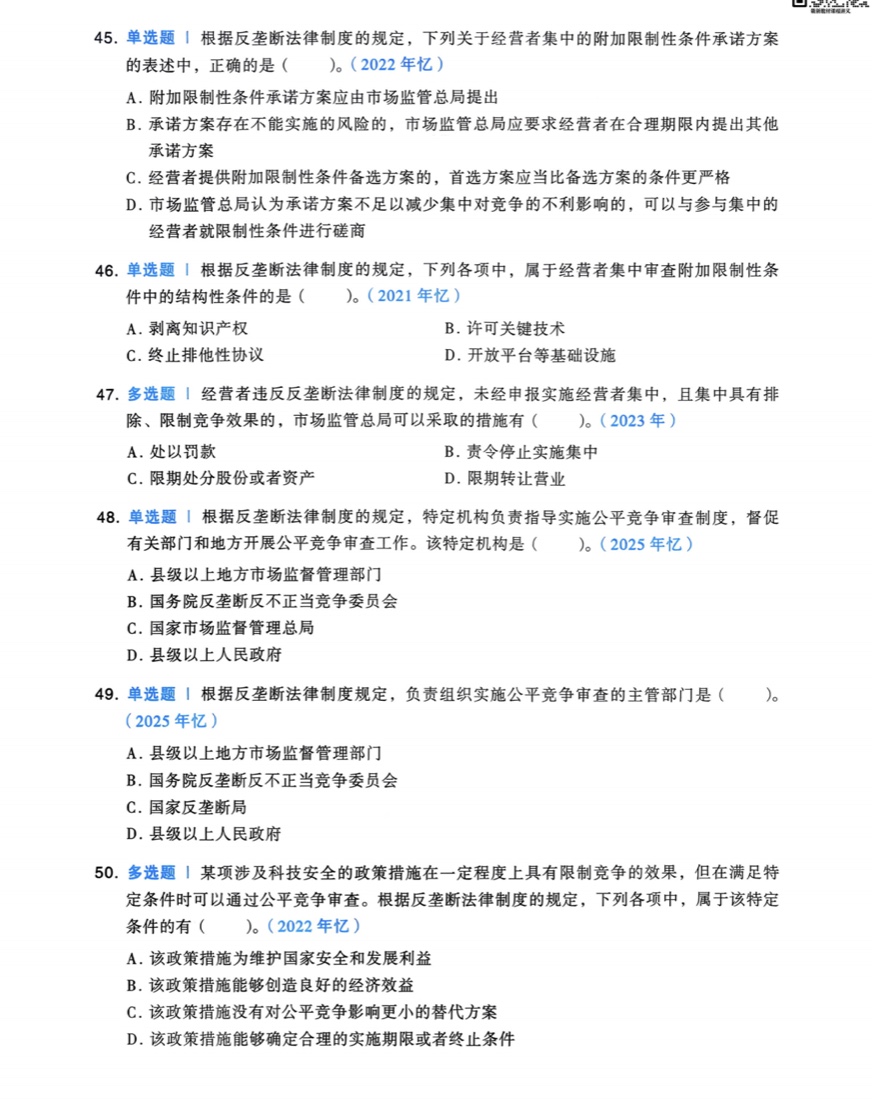 45. 单选题 | 根据反垄断法律制度的规定，下列关于经营者集中的附加限制性条件承诺方案
的表述中，正确的是（　　）。（2022 年忆）
A. 附加限制性条件承诺方案应由市场监管总局提出
B. 承诺方案存在不能实施的风险的，市场监管总局应要求经营者在合理期限内提出其他
承诺方案
C. 经营者提供附加限制性条件备选方案的，首选方案应当比备选方案的条件更严格
D. 市场监管总局认为承诺方案不足以减少集中对竞争的不利影响的，可以与参与集中的
经营者就限制性条件进行磋商
46. 单选题 | 根据反垄断法律制度的规定，下列各项中，属于经营者集中审查附加限制性条
件中的结构性条件的是（　　）。（2021 年忆）
A. 剥离知识产权　　B. 许可关键技术
C. 终止排他性协议　　D. 开放平台等基础设施
47. 多选题 | 经营者违反反垄断法律制度的规定，未经申报实施经营者集中，且集中具有排
除、限制竞争效果的，市场监管总局可以采取的措施有（　　）。（2023 年）
A. 处以罚款　　B. 责令停止实施集中
C. 限期处分股份或者资产　　D. 限期转让营业
48. 单选题 | 根据反垄断法律制度的规定，特定机构负责指导实施公平竞争审查制度，督促
有关部门和地方开展公平竞争审查工作。该特定机构是（　　）。（2025 年忆）
A. 县级以上地方市场监督管理部门
B. 国务院反垄断反不正当竞争委员会
C. 国家市场监督管理总局
D. 县级以上人民政府
49. 单选题 | 根据反垄断法律制度规定，负责组织实施公平竞争审查的主管部门是（　　）。
（2025 年忆）
A. 县级以上地方市场监督管理部门
B. 国务院反垄断反不正当竞争委员会
C. 国家反垄断局
D. 县级以上人民政府
50. 多选题 | 某项涉及科技安全的政策措施在一定程度上具有限制竞争的效果，但在满足特
定条件时可以通过公平竞争审查。根据反垄断法律制度的规定，下列各项中，属于该特定
条件的有（　　）。（2022 年忆）
A. 该政策措施为维护国家安全和发展利益
B. 该政策措施能够创造良好的经济效益
C. 该政策措施没有对公平竞争影响更小的替代方案
D. 该政策措施能够确定合理的实施期限或者终止条件